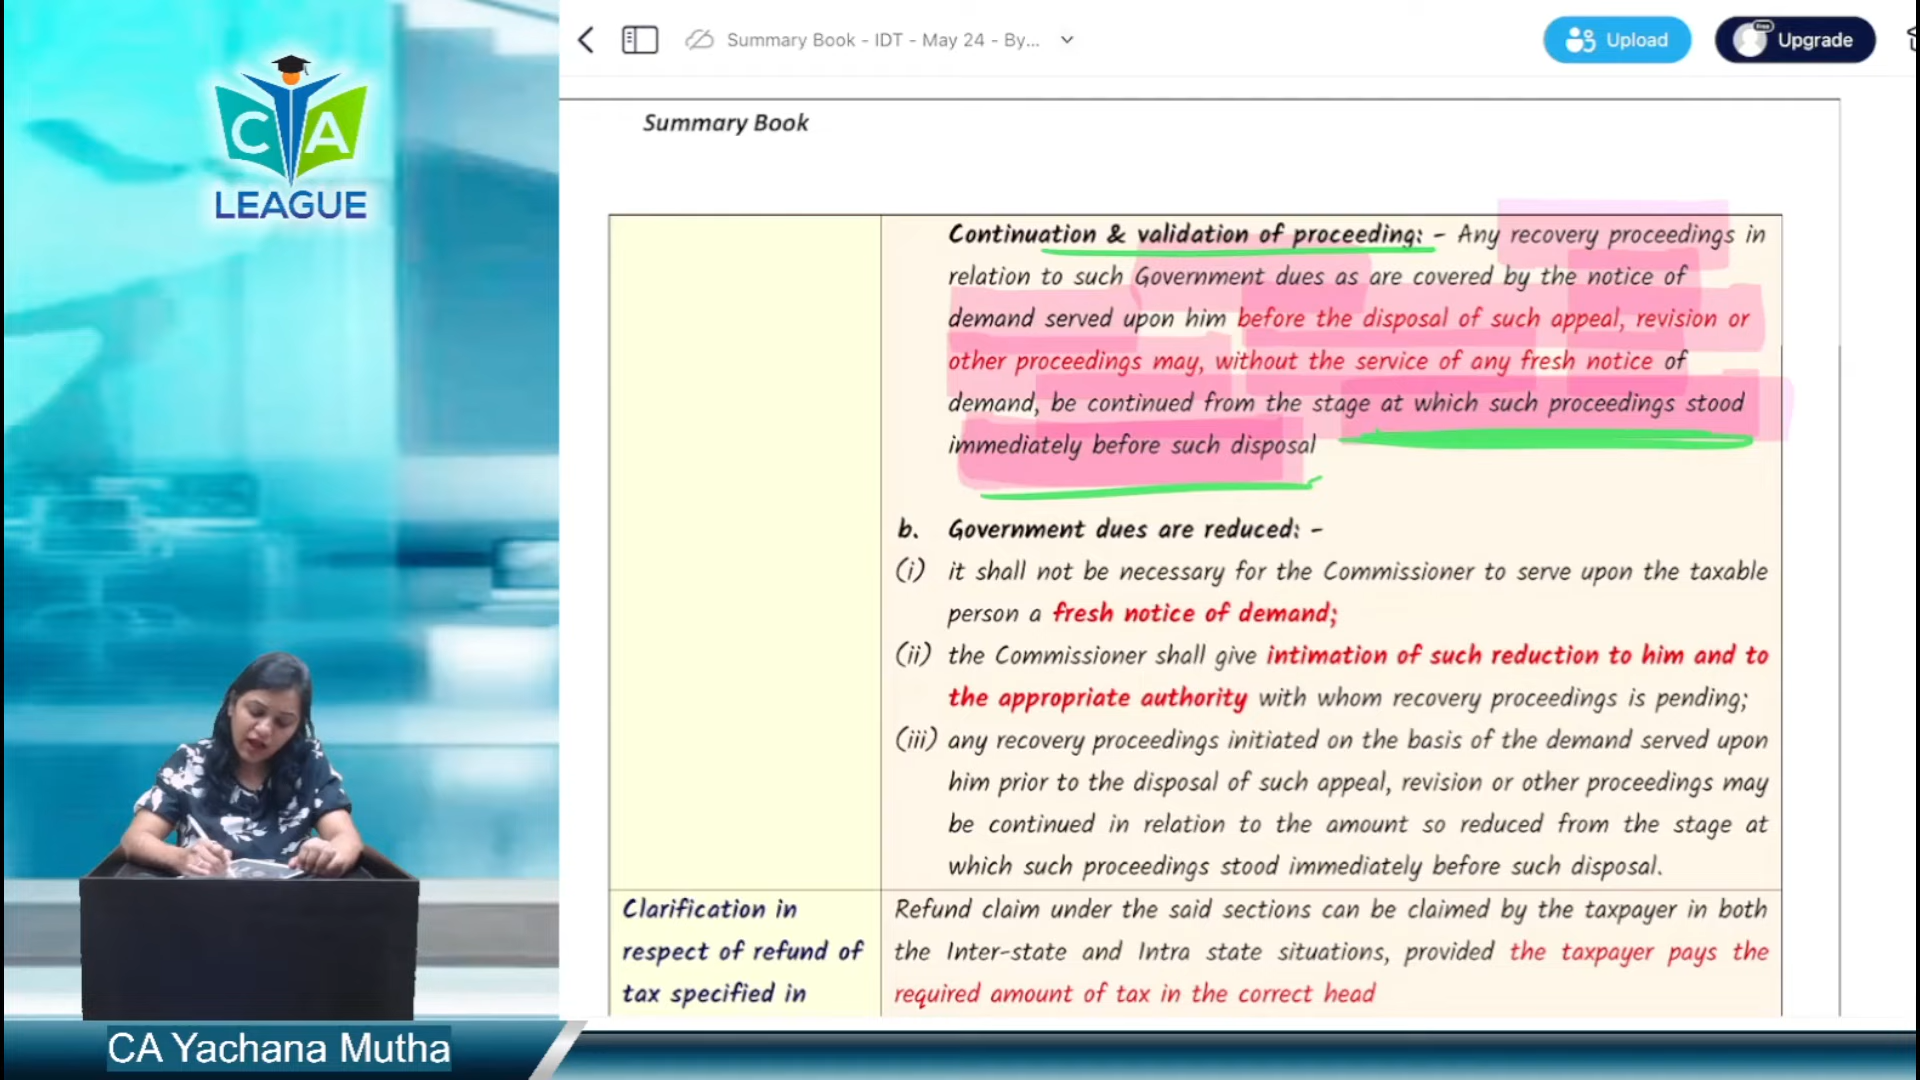 CA
LEAGUE
Summary Book - IDT - May 24 - By...
Upload
Free
Upgrade
Summary Book
Continuation & validation of proceeding: - Any recovery proceedings in
relation to such Government dues as are covered by the notice of
demand served upon him before the disposal of such appeal, revision or
other proceedings may, without the service of any fresh notice of
demand, be continued from the stage at which such proceedings stood
immediately before such disposal
b. Government dues are reduced: -
(i) it shall not be necessary for the Commissioner to serve upon the taxable
person a fresh notice of demand;
(ii) the Commissioner shall give intimation of such reduction to him and to
the appropriate authority with whom recovery proceedings is pending;
(iii) any recovery proceedings initiated on the basis of the demand served upon
him prior to the disposal of such appeal, revision or other proceedings may
be continued in relation to the amount so reduced from the stage at
which such proceedings stood immediately before such disposal.
Clarification in
respect of refund of
tax specified in
Refund claim under the said sections can be claimed by the taxpayer in both
the Inter-state and Intra state situations, provided the taxpayer pays the
required amount of tax in the correct head
CA Yachana Mutha